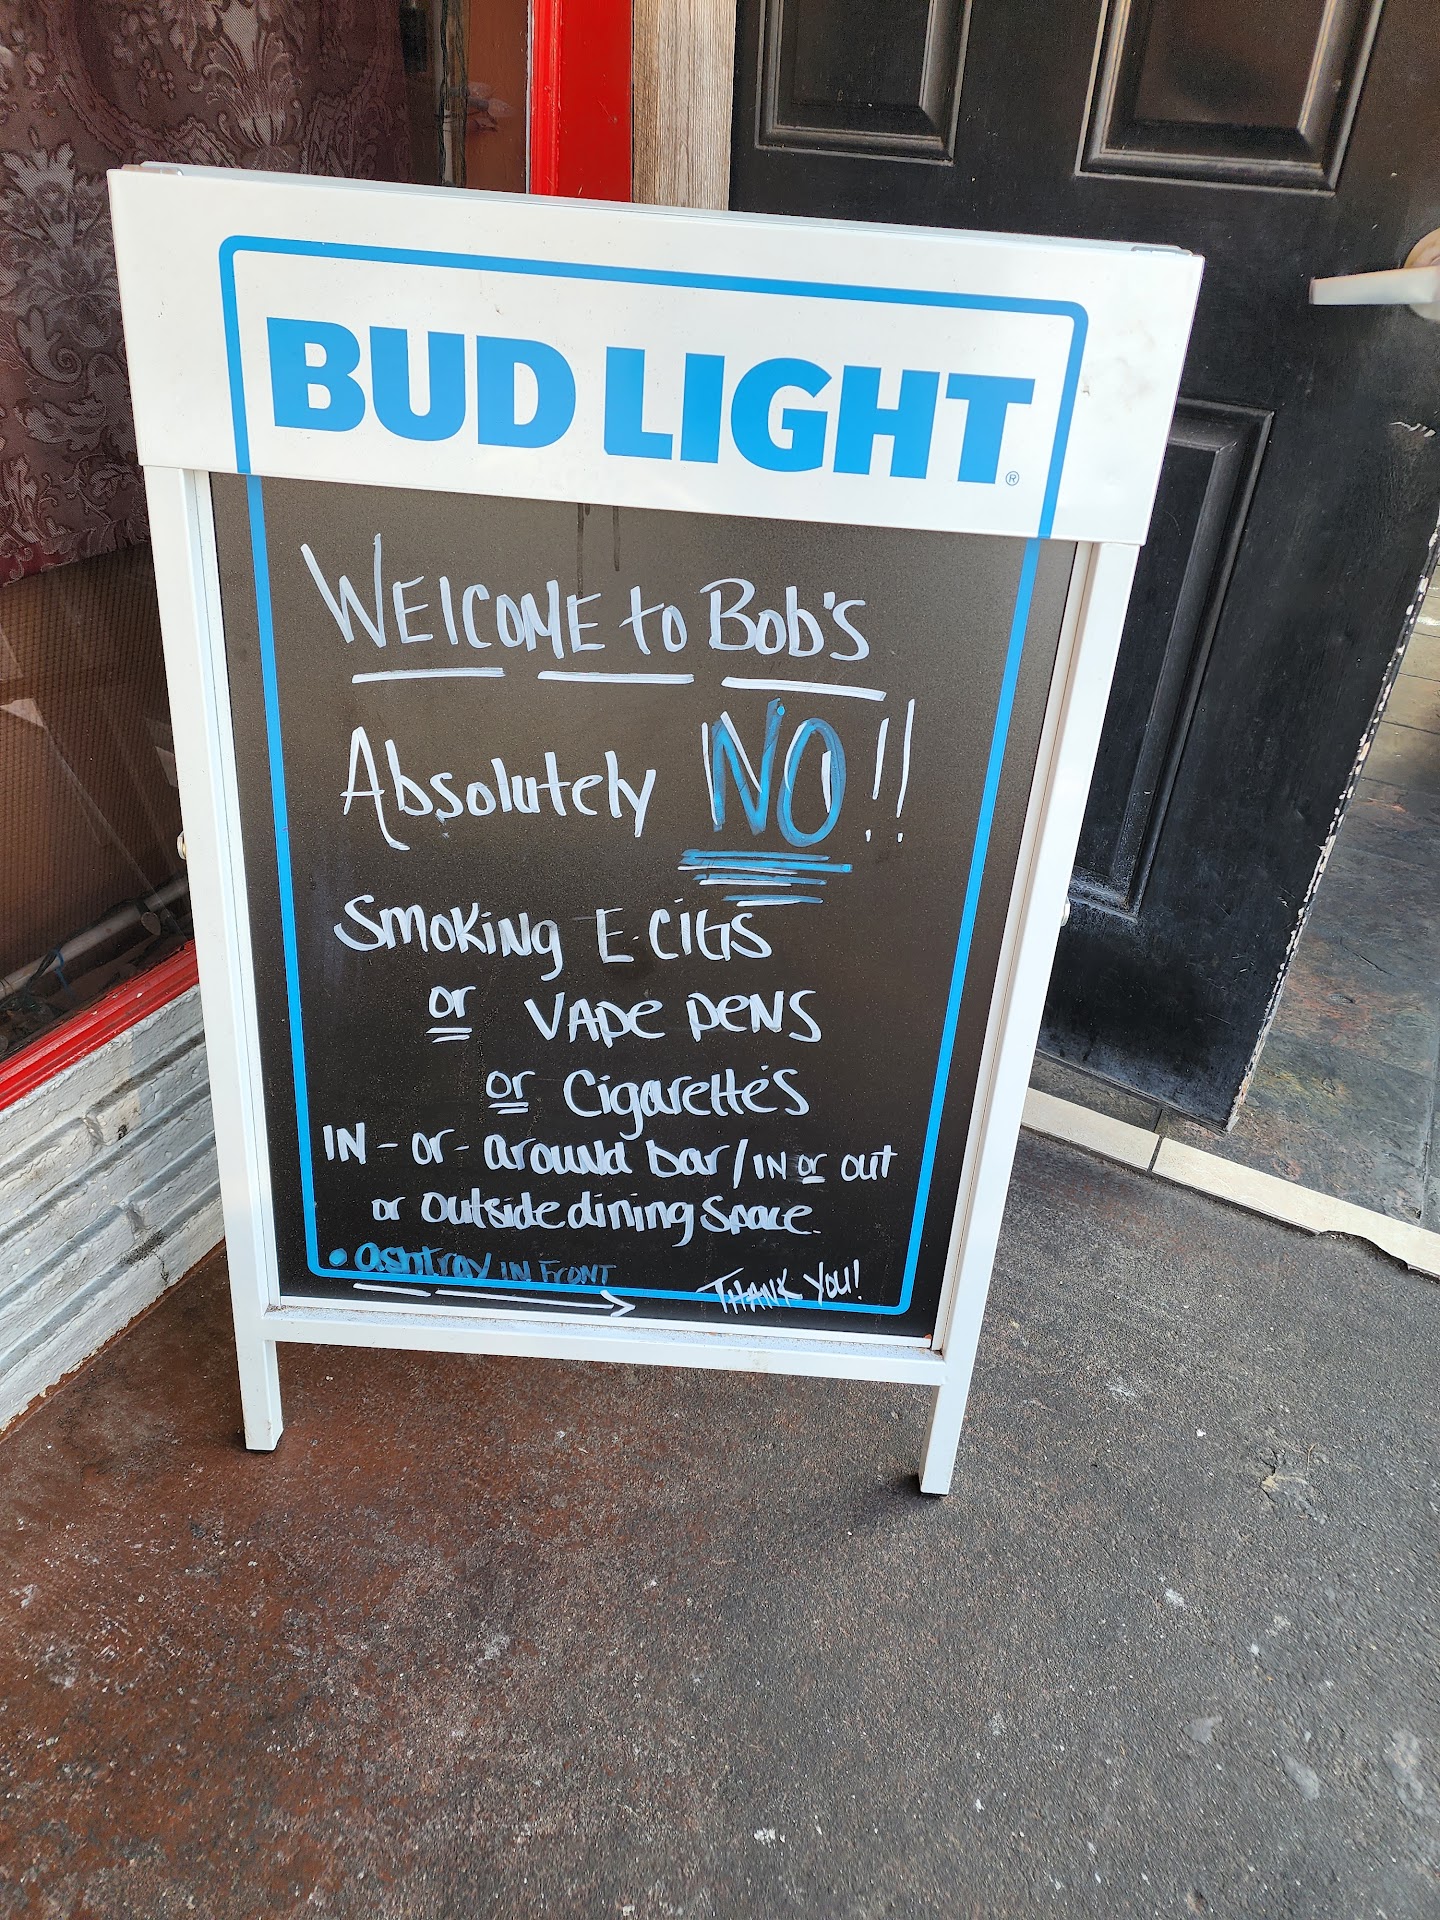 BUD LIGHT®
WELCOME to Bob's
Absolutely NO!!
Smoking E-CIGS
or VAPE PENS
or Cigarette's
IN - or - around bar/IN or out
or outside dining Space.
• ashtray IN FRONT
THANK YOU!